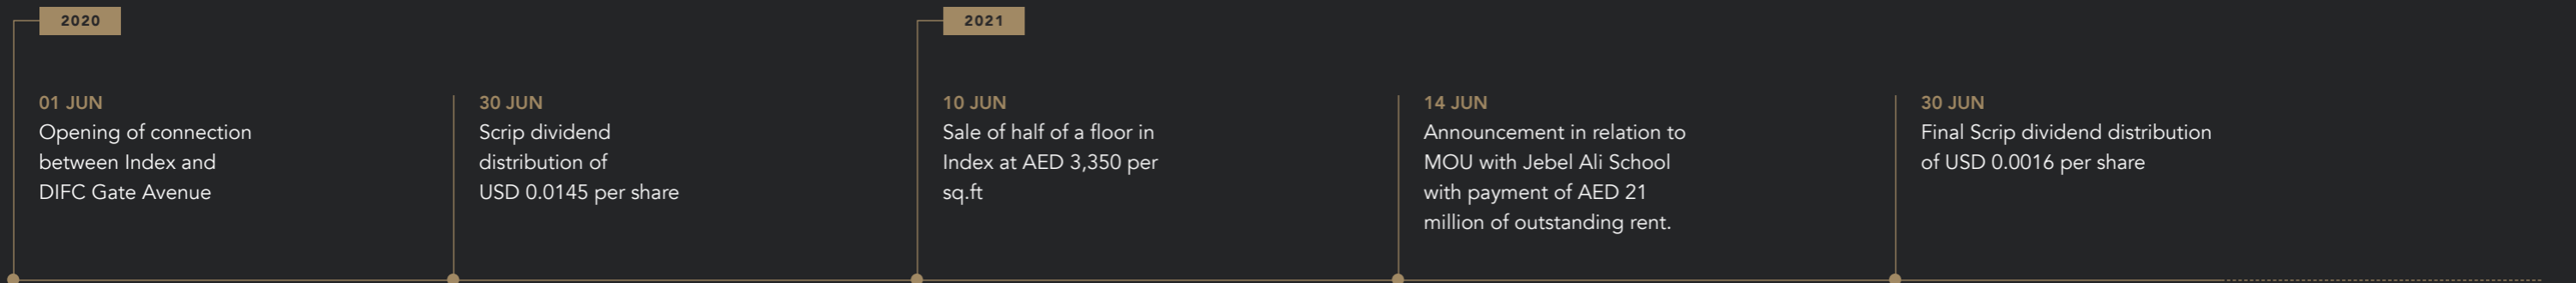 2020
01 JUN
Opening of connection
between Index and
DIFC Gate Avenue
30 JUN
Scrip dividend
distribution of
USD 0.0145 per share
2021
10 JUN
Sale of half of a floor in
Index at AED 3,350 per
sq.ft
14 JUN
Announcement in relation to
MOU with Jebel Ali School
with payment of AED 21
million of outstanding rent.
30 JUN
Final Scrip dividend distribution
of USD 0.0016 per share